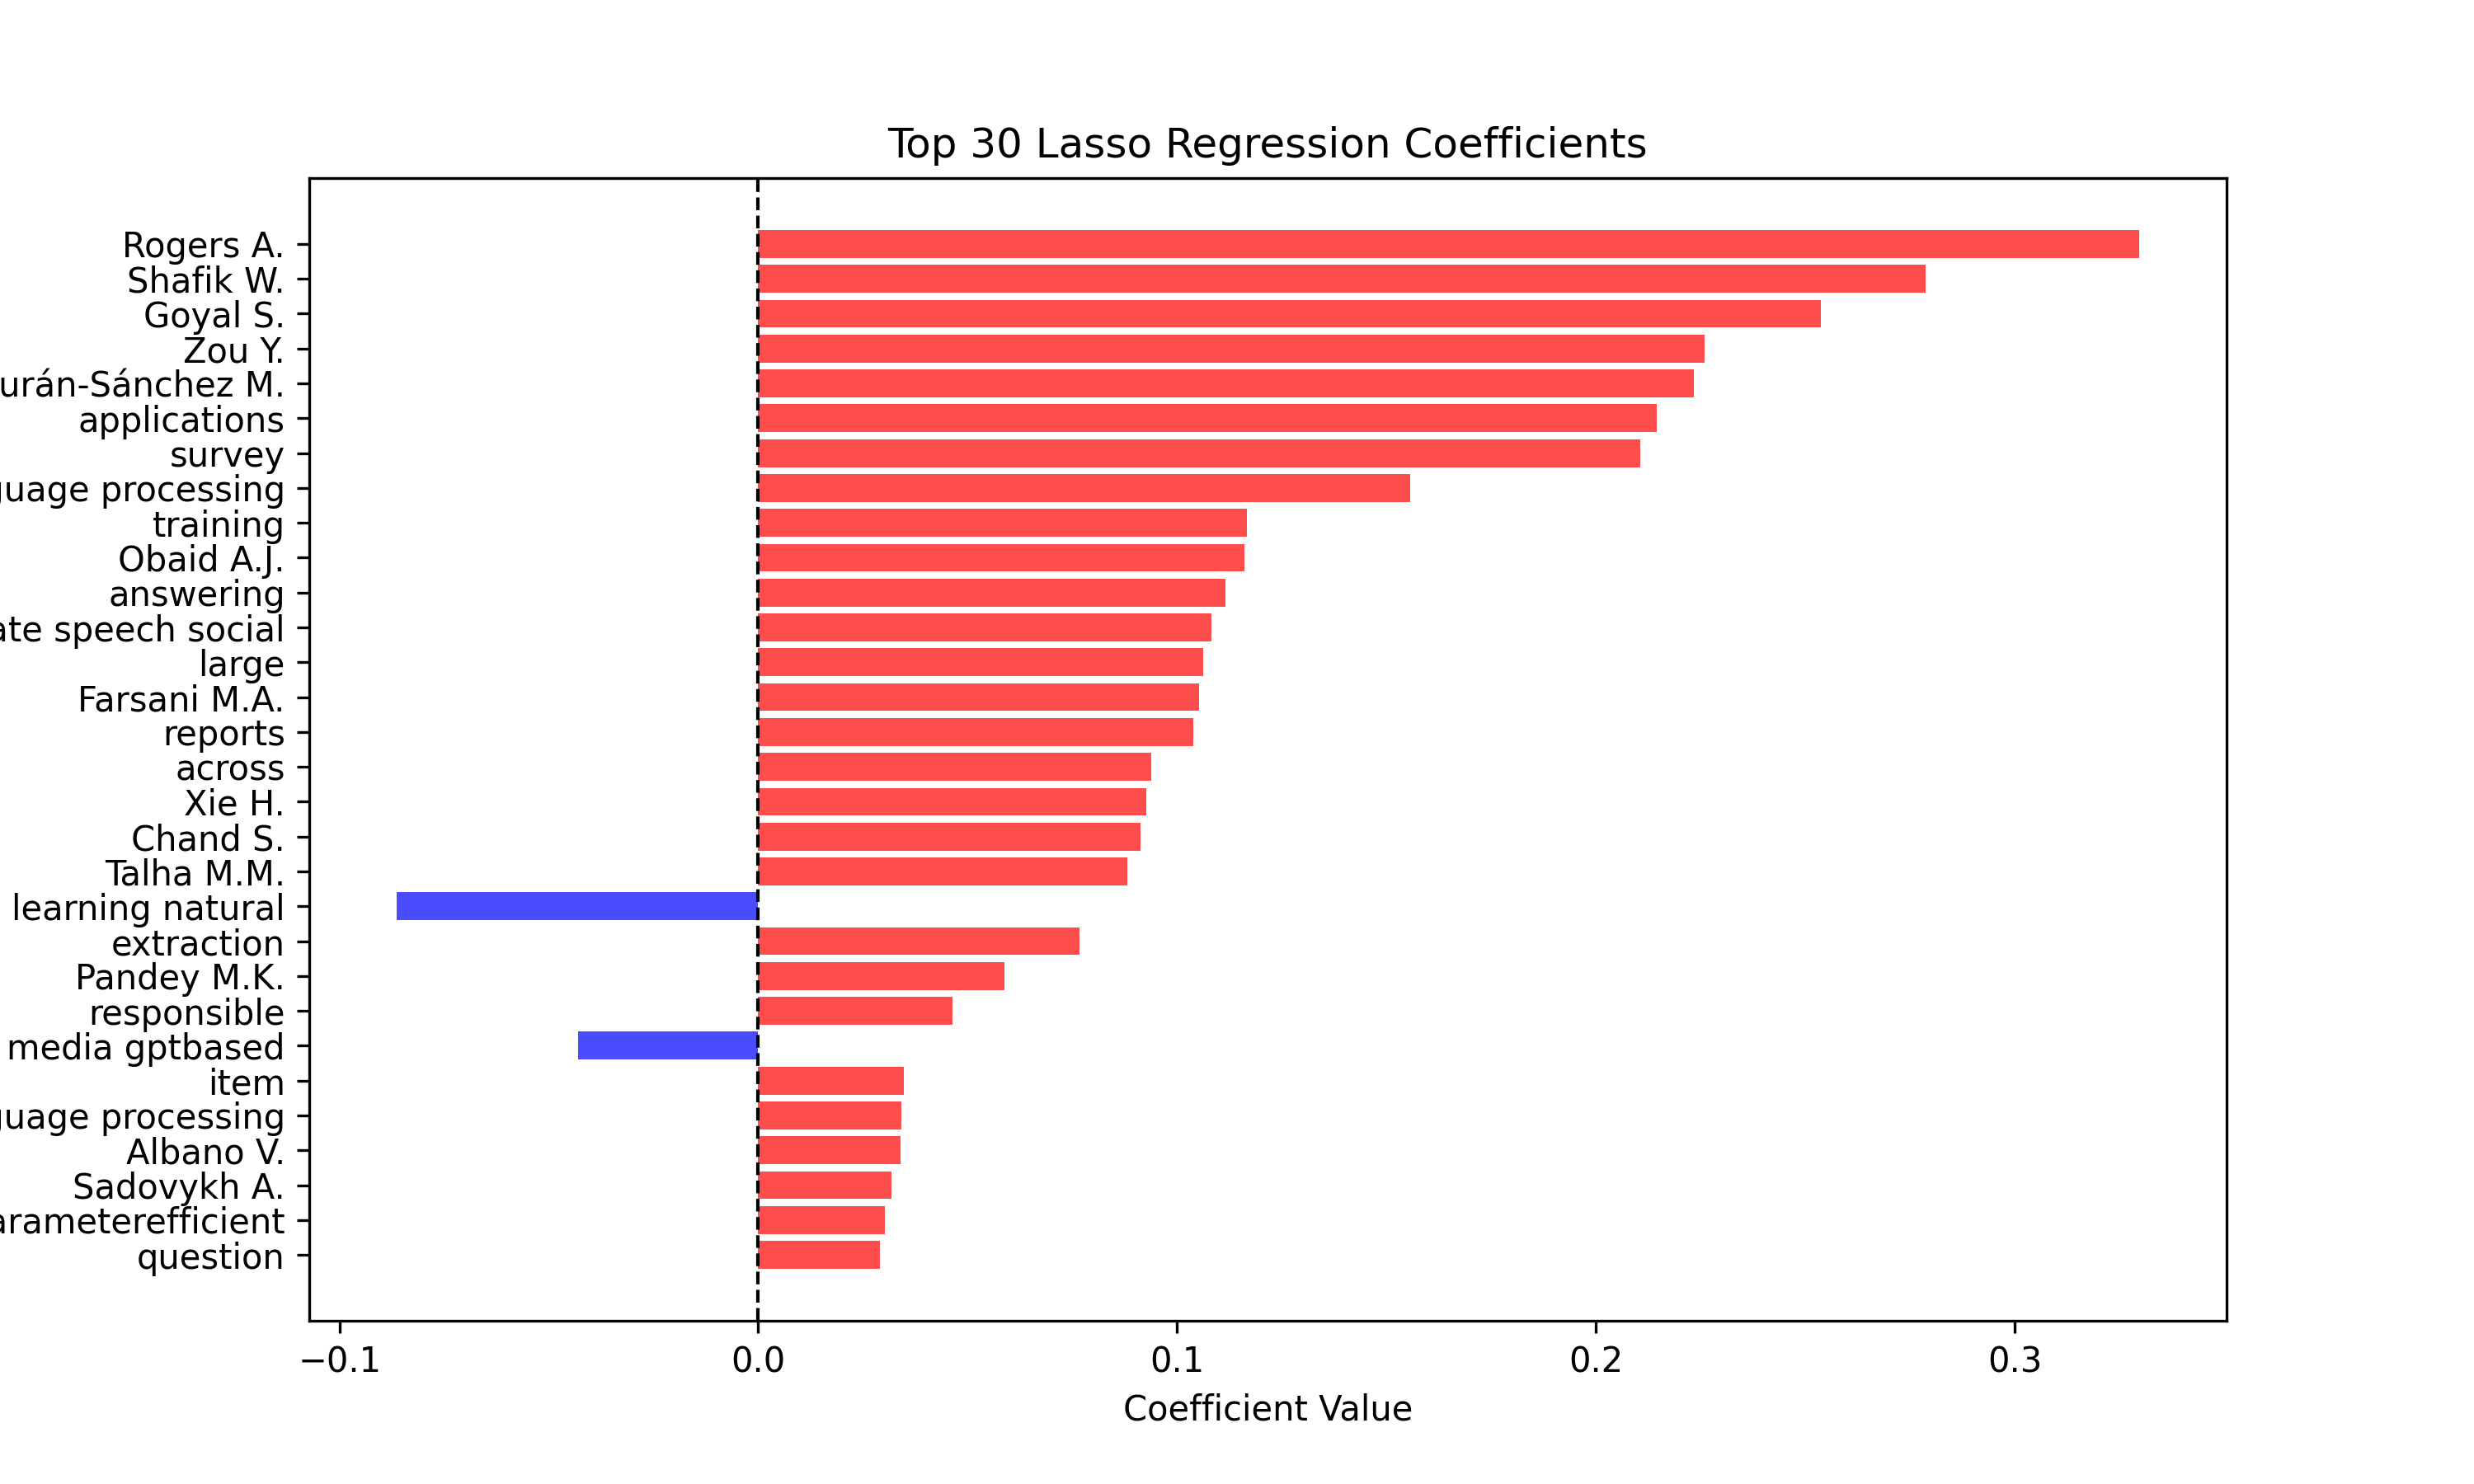 Top 30 Lasso Regression Coefficients
Rogers A.
Shafik W.
Goyal S.
Zou Y.
urán-Sánchez M.
applications
survey
guage processing
training
Obaid A.J.
answering
ate speech social
large
Farsani M.A.
reports
across
Xie H.
Chand S.
Talha M.M.
learning natural
extraction
Pandey M.K.
responsible
media gptbased
item
guage processing
Albano V.
Sadovykh A.
arameterefficient
question
−0.1 0.0 0.1 0.2 0.3
Coefficient Value